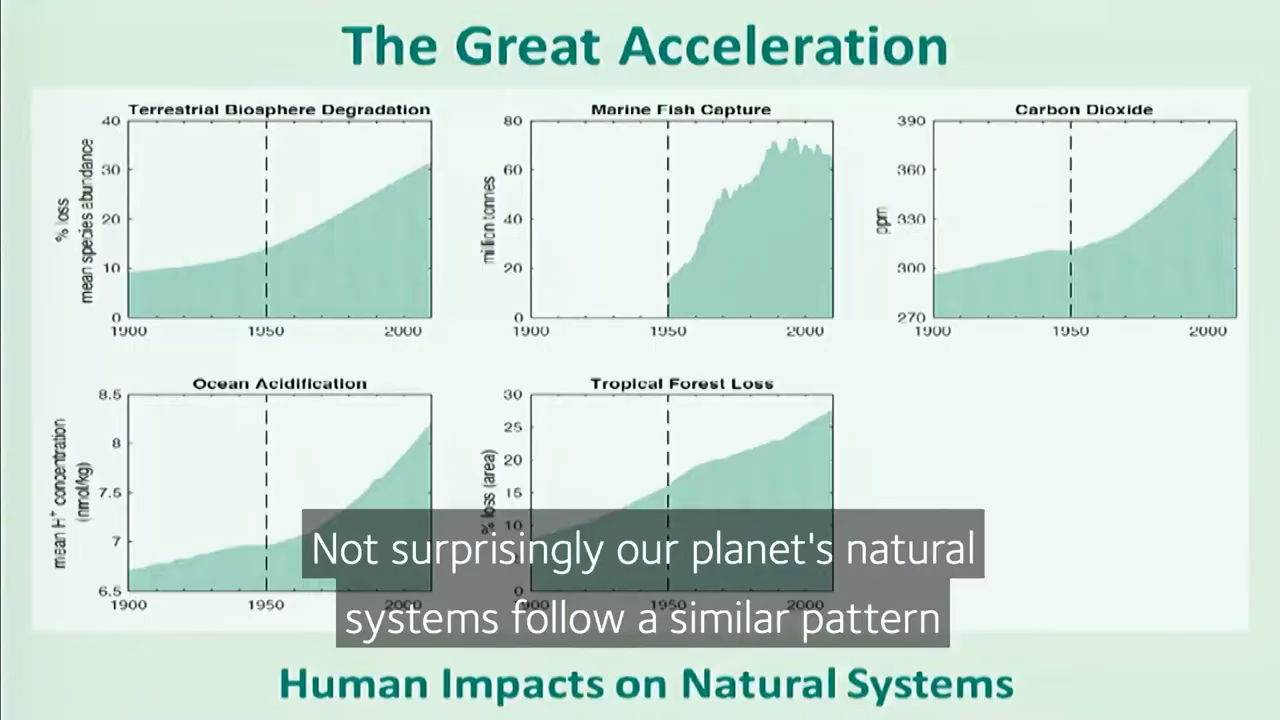 The Great Acceleration
Terrestrial Biosphere Degradation
40
30
20
10
0
% loss
mean species abundance
1900
1950
2000
Marine Fish Capture
80
60
40
20
0
million tonnes
1900
1950
2000
Carbon Dioxide
390
360
330
300
270
ppm
1900
1950
2000
Ocean Acidification
8.5
8
7.5
7
6.5
mean H⁺ concentration
(nmol/kg)
1900
1950
2000
Tropical Forest Loss
30
25
20
15
10
0
% loss (area)
1900
1950
2000
Not surprisingly our planet's natural
systems follow a similar pattern
Human Impacts on Natural Systems